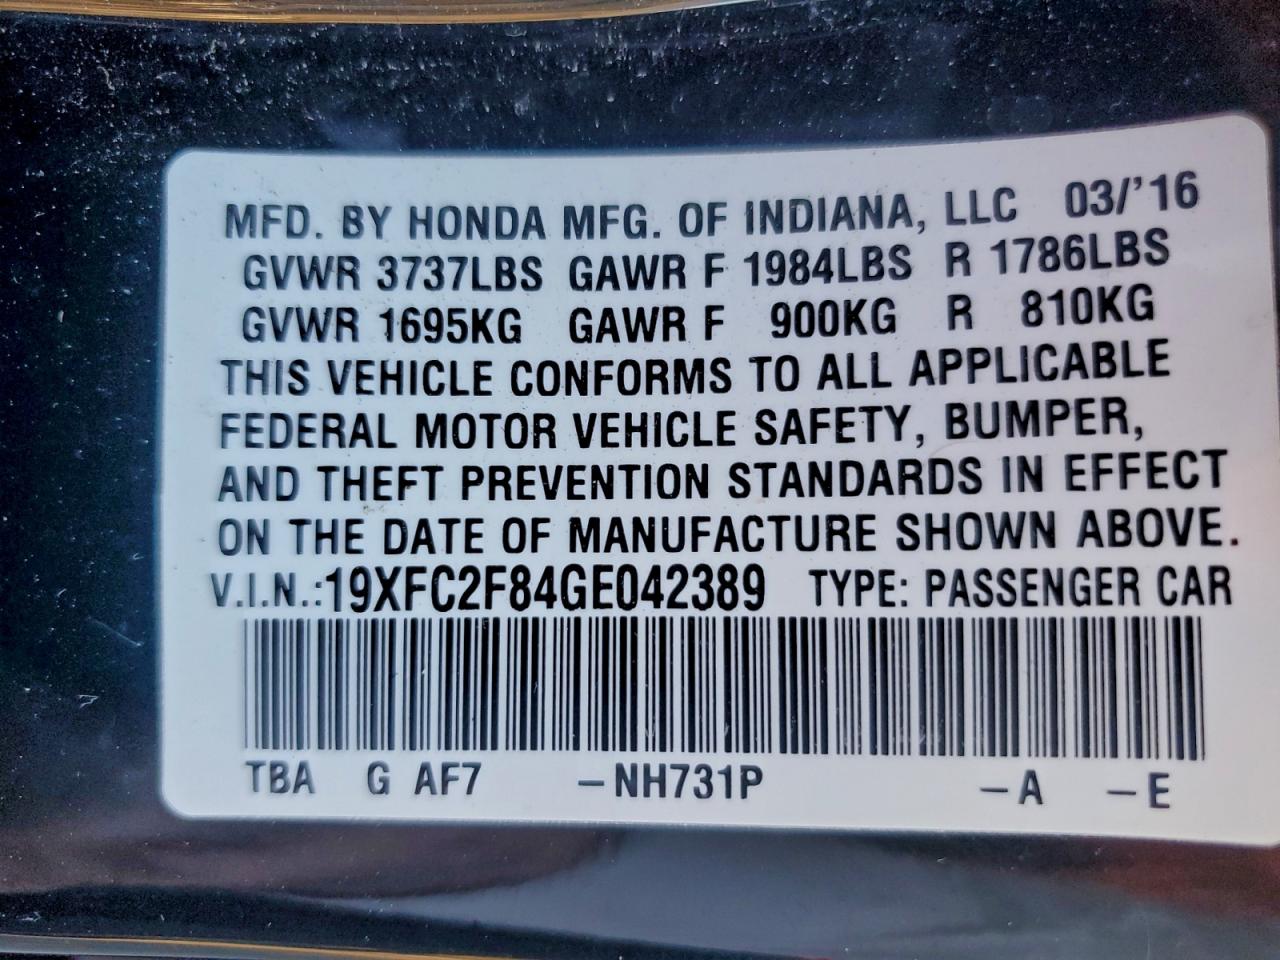 MFD. BY HONDA MFG. OF INDIANA, LLC 03/'16
GVWR 3737LBS GAWR F 1984LBS R 1786LBS
GVWR 1695KG GAWR F 900KG R 810KG
THIS VEHICLE CONFORMS TO ALL APPLICABLE
FEDERAL MOTOR VEHICLE SAFETY, BUMPER,
AND THEFT PREVENTION STANDARDS IN EFFECT
ON THE DATE OF MANUFACTURE SHOWN ABOVE.
V.I.N.:19XFC2F84GE042389 TYPE: PASSENGER CAR
TBA G AF7 -NH731P -A -E